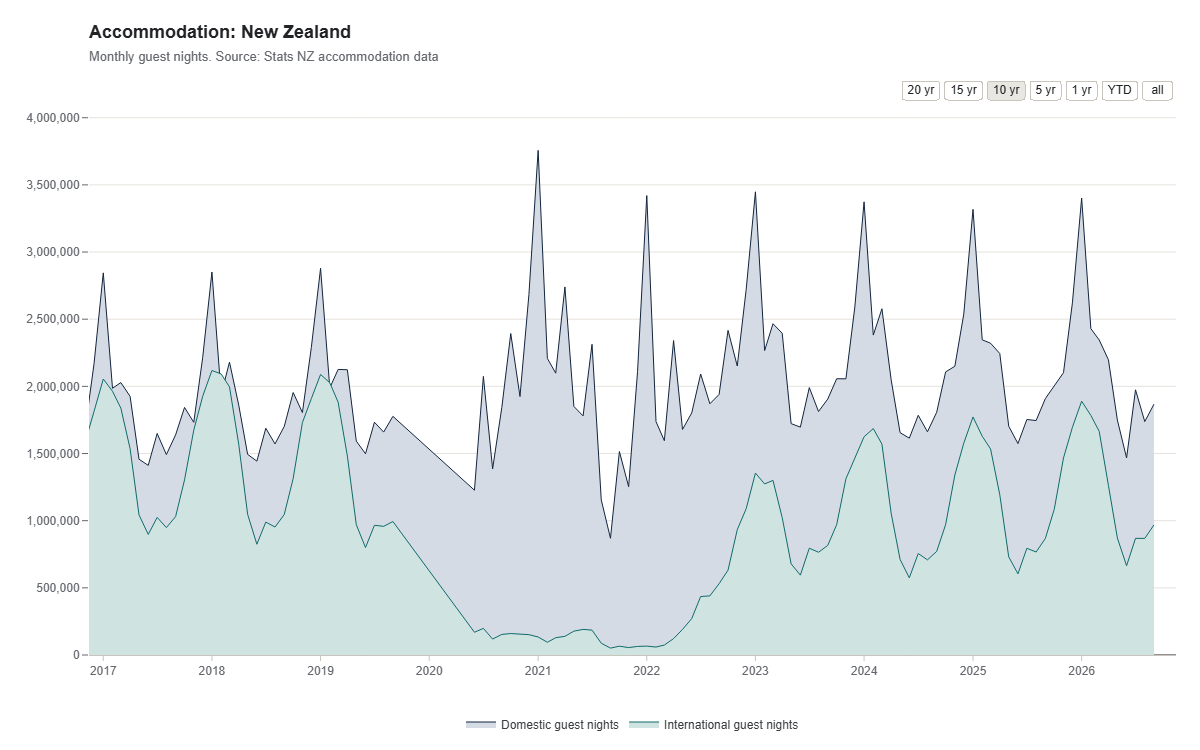 Accommodation: New Zealand
Monthly guest nights. Source: Stats NZ accommodation data
20 yr 15 yr 10 yr 5 yr 1 yr YTD all
4,000,000
3,500,000
3,000,000
2,500,000
2,000,000
1,500,000
1,000,000
500,000
0
2017 2018 2019 2020 2021 2022 2023 2024 2025 2026
Domestic guest nights International guest nights